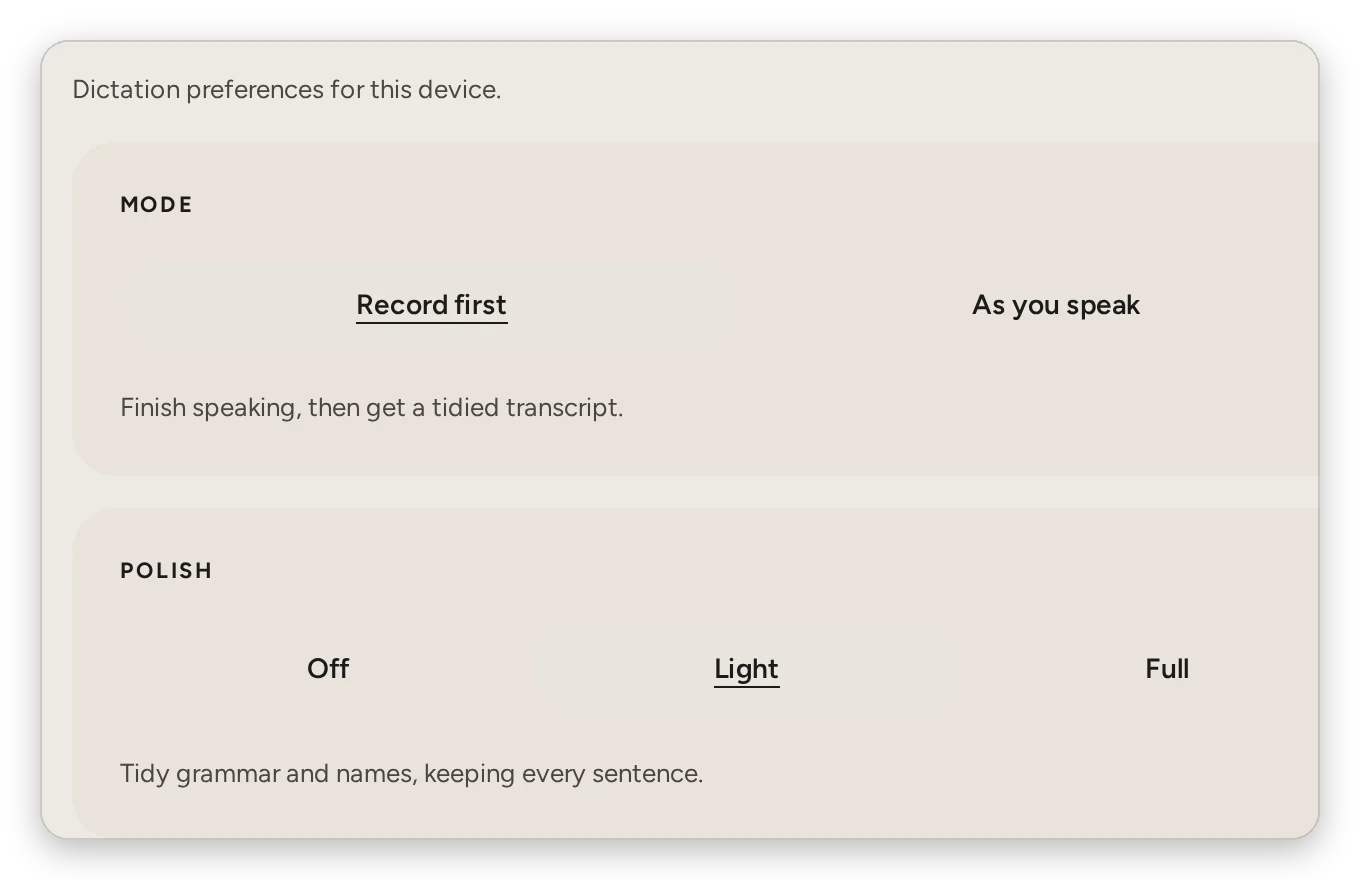 Dictation preferences for this device.
MODE
Record first
As you speak
Finish speaking, then get a tidied transcript.
POLISH
Off
Light
Full
Tidy grammar and names, keeping every sentence.